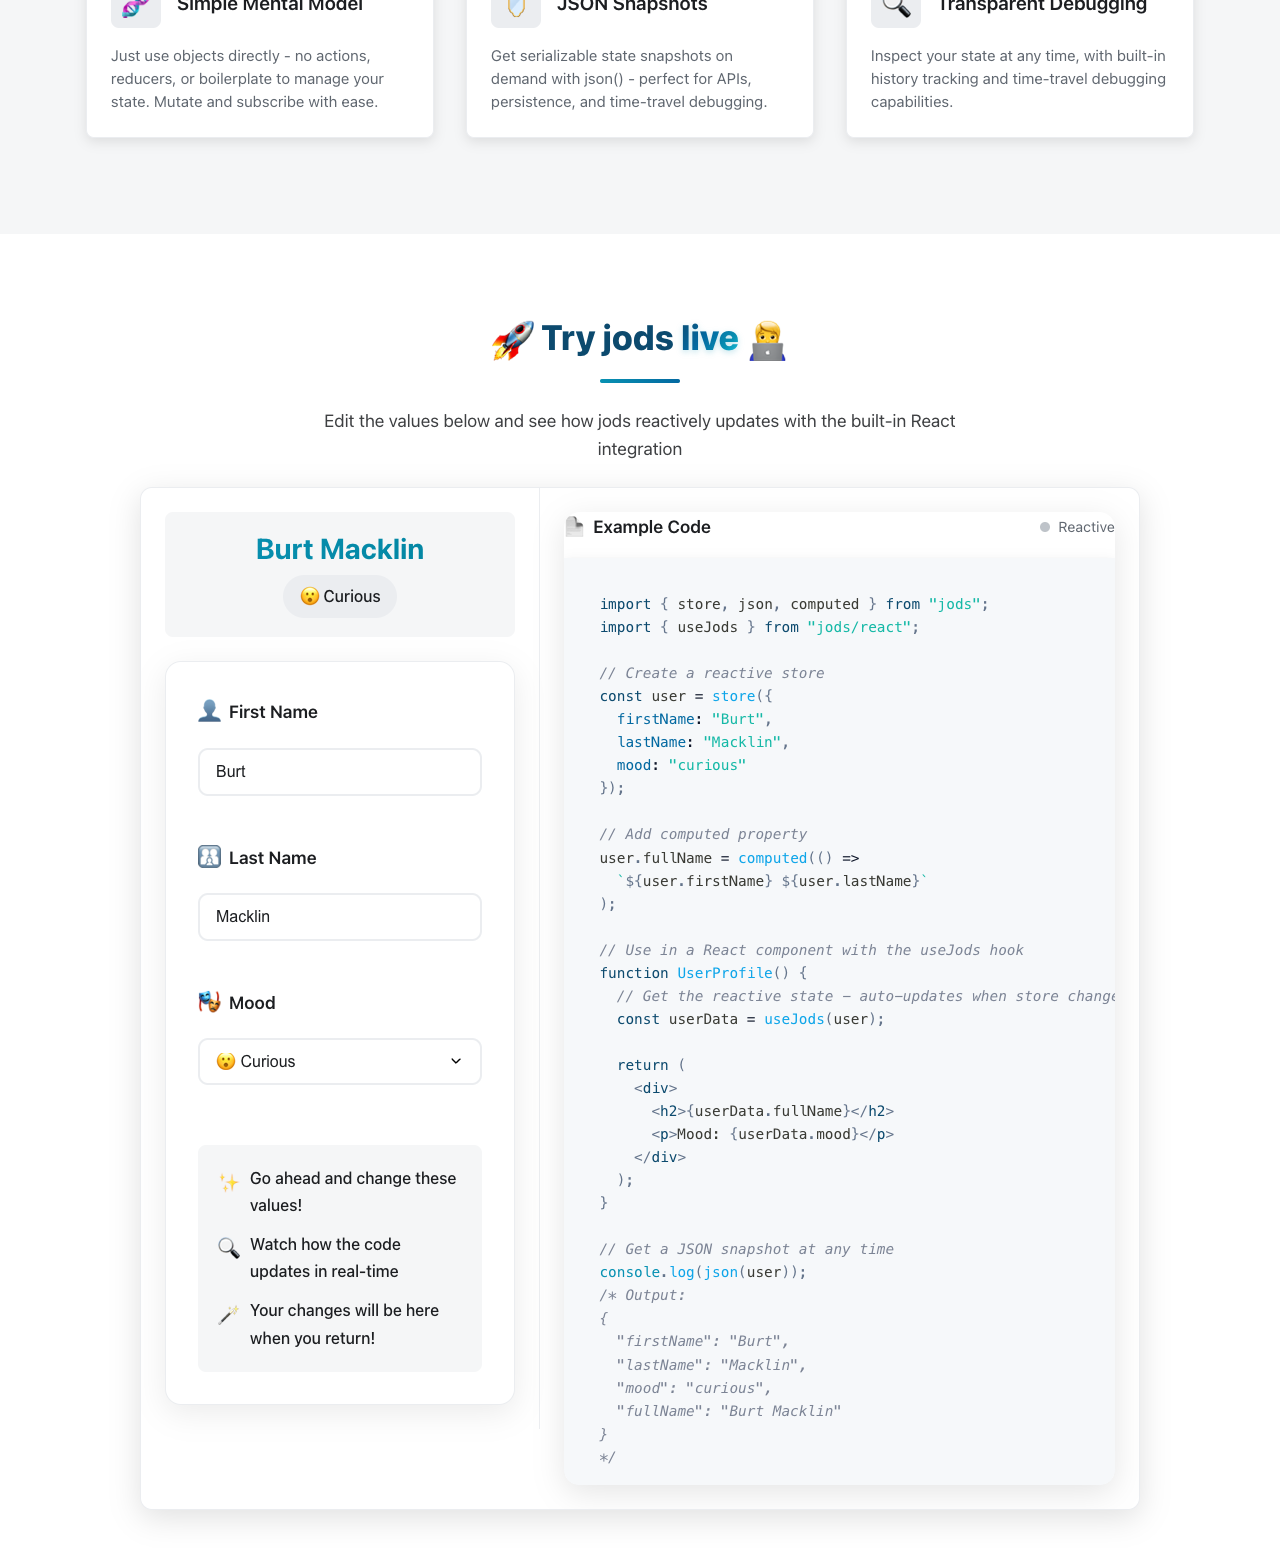 Simple Mental Model
Just use objects directly - no actions,
reducers, or boilerplate to manage your
state. Mutate and subscribe with ease.
JSON Snapshots
Get serializable state snapshots on
demand with json() - perfect for APIs,
persistence, and time-travel debugging.
Transparent Debugging
Inspect your state at any time, with built-in
history tracking and time-travel debugging
capabilities.
🚀 Try jods live 🧑‍💻
Edit the values below and see how jods reactively updates with the built-in React
integration
Burt Macklin
😮 Curious
First Name
Burt
Last Name
Macklin
Mood
😮 Curious
✨ Go ahead and change these
values!
🔍 Watch how the code
updates in real-time
🪄 Your changes will be here
when you return!
Example Code
Reactive
import { store, json, computed } from "jods";
import { useJods } from "jods/react";
// Create a reactive store
const user = store({
  firstName: "Burt",
  lastName: "Macklin",
  mood: "curious"
});
// Add computed property
user.fullName = computed(() =>
  `${user.firstName} ${user.lastName}`
);
// Use in a React component with the useJods hook
function UserProfile() {
  // Get the reactive state – auto–updates when store change
  const userData = useJods(user);
  return (
    <div>
      <h2>{userData.fullName}</h2>
      <p>Mood: {userData.mood}</p>
    </div>
  );
}
// Get a JSON snapshot at any time
console.log(json(user));
/* Output:
{
  "firstName": "Burt",
  "lastName": "Macklin",
  "mood": "curious",
  "fullName": "Burt Macklin"
}
*/